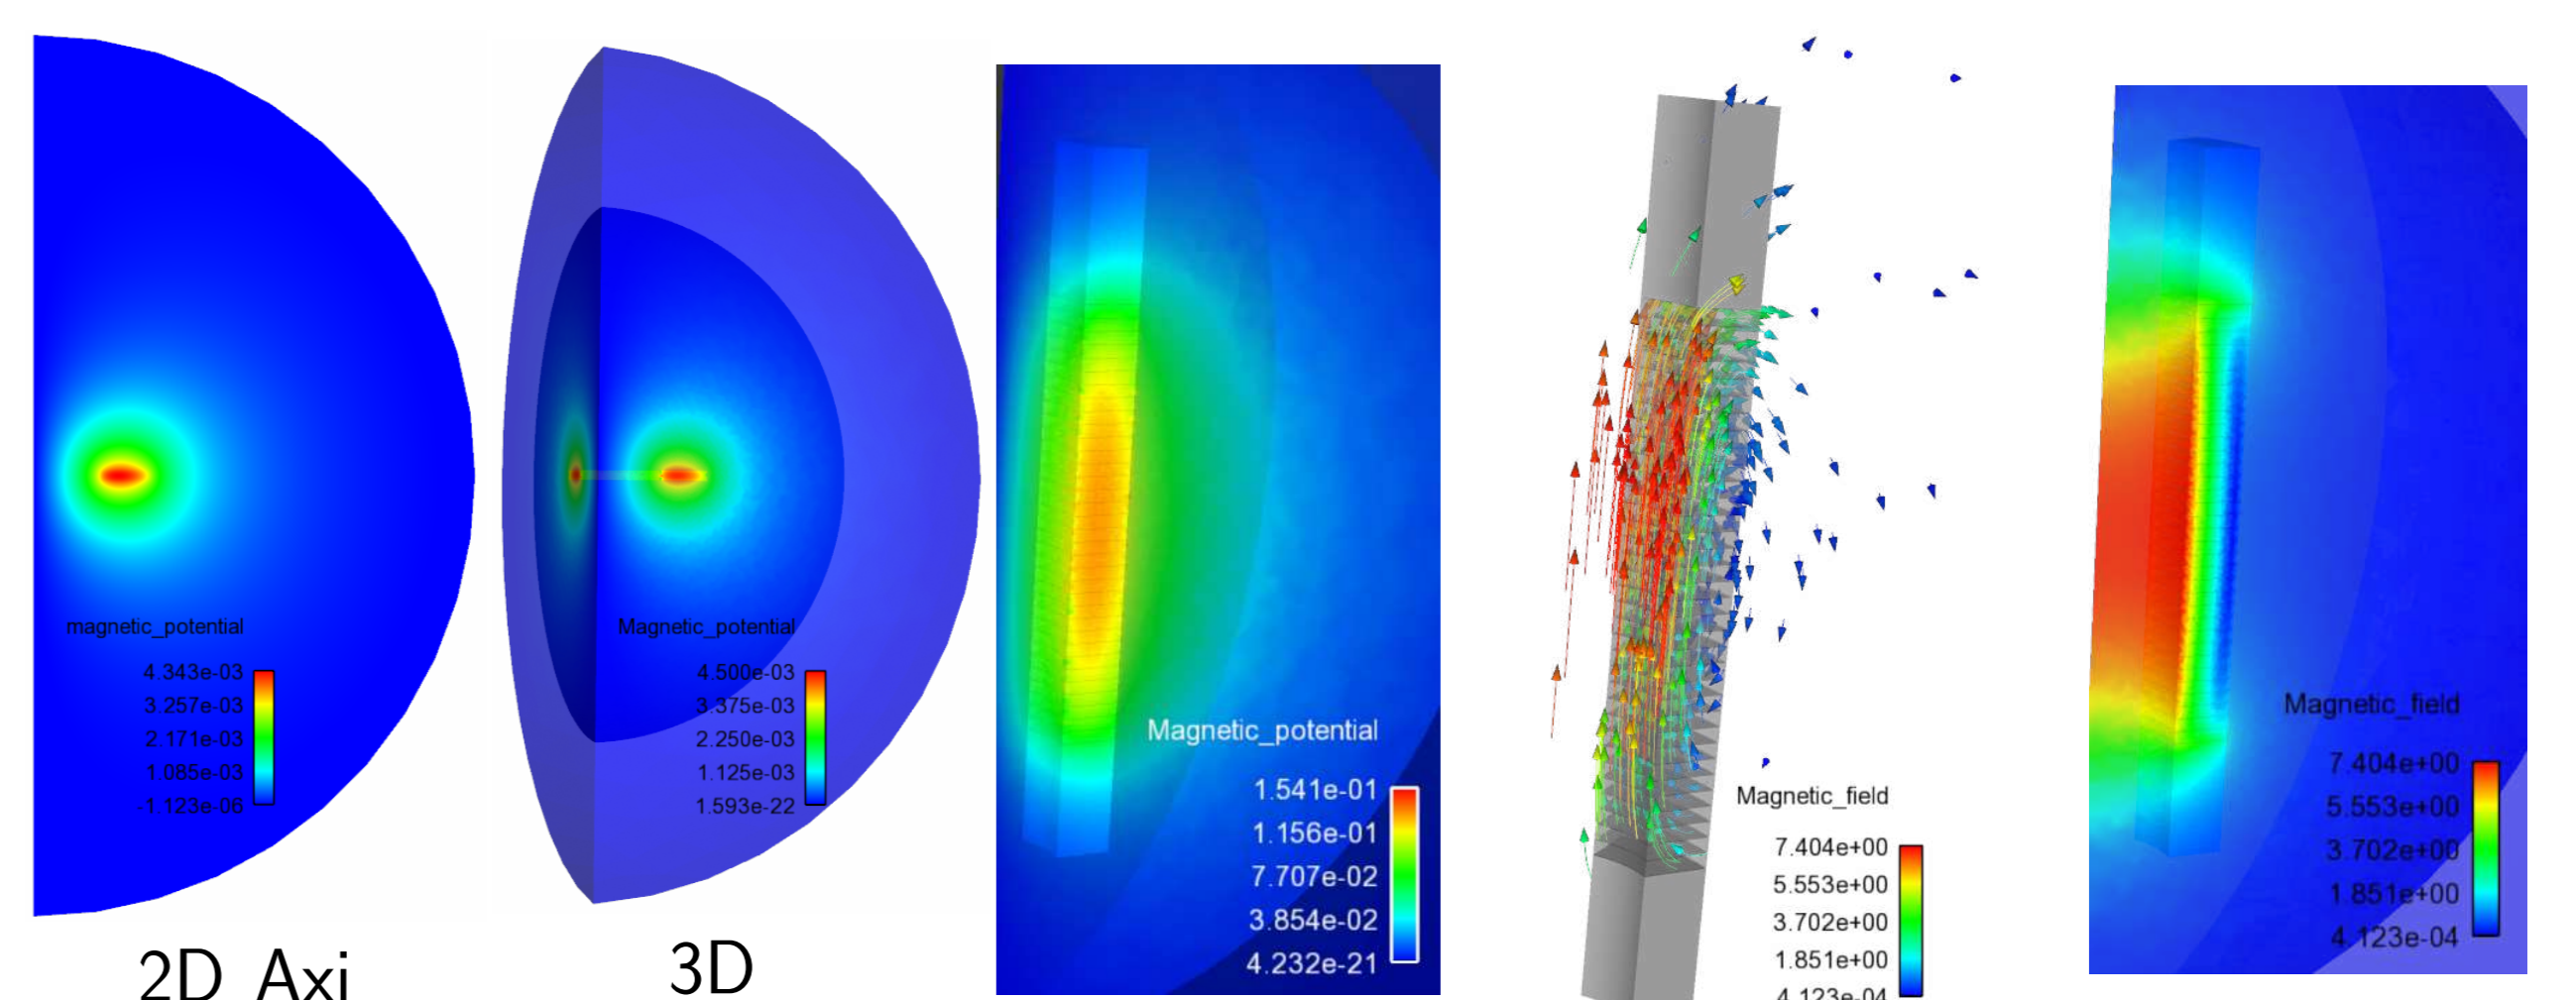 magnetic_potential
4.343e-03
3.257e-03
2.171e-03
1.085e-03
-1.123e-06
2D Axi
Magnetic_potential
4.500e-03
3.375e-03
2.250e-03
1.125e-03
1.593e-22
3D
Magnetic_potential
1.541e-01
1.156e-01
7.707e-02
3.854e-02
4.232e-21
Magnetic_field
7.404e+00
5.553e+00
3.702e+00
1.851e+00
4.123e-04
Magnetic_field
7.404e+00
5.553e+00
3.702e+00
1.851e+00
4.123e-04